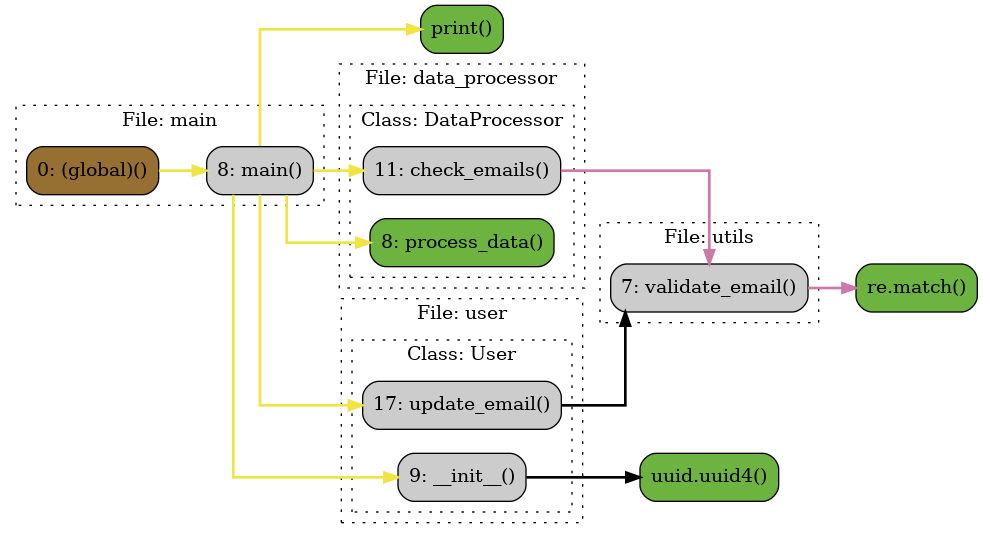 print()
File: data_processor
File: main
Class: DataProcessor
0: (global)()
8: main()
11: check_emails()
8: process_data()
File: utils
7: validate_email()
re.match()
File: user
Class: User
17: update_email()
9: __init__()
uuid.uuid4()